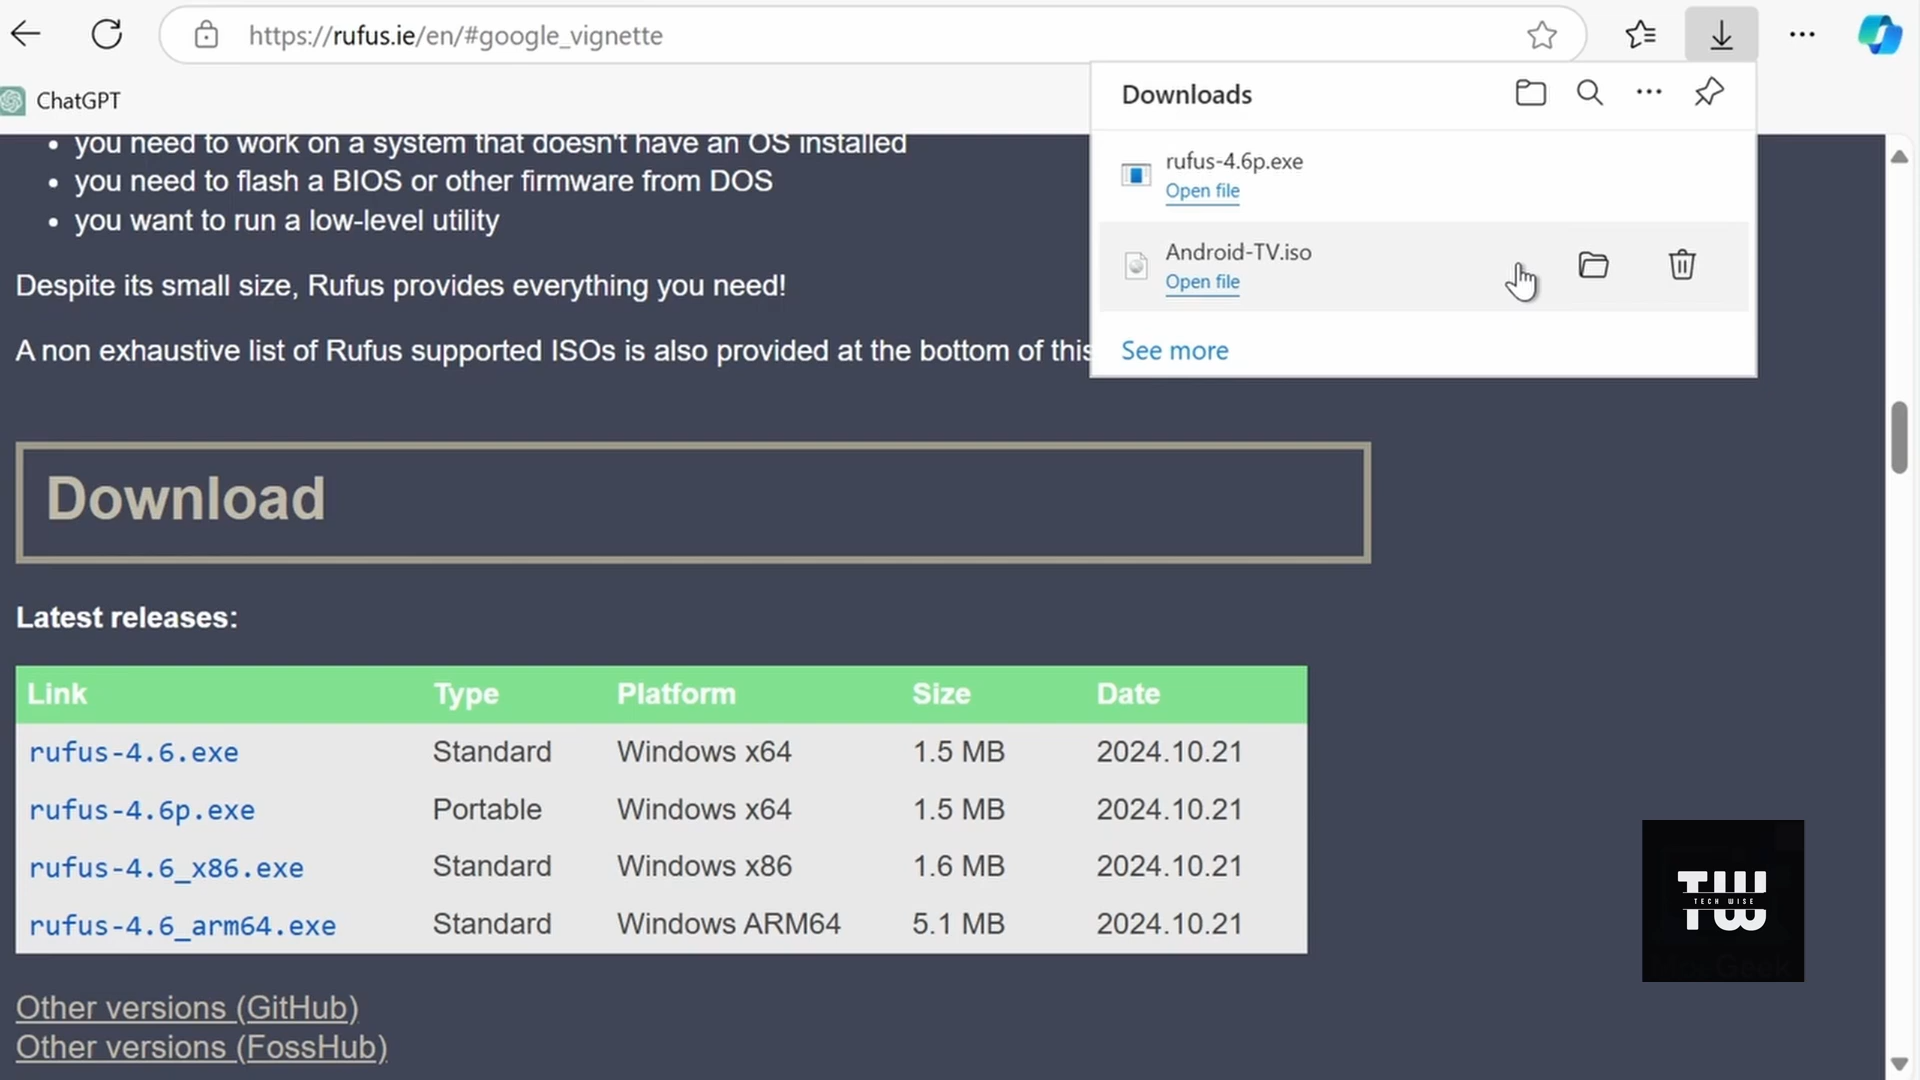 https://rufus.ie/en/#google_vignette
ChatGPT
Downloads
rufus-4.6p.exe
Open file
Android-TV.iso
Open file
See more
you need to work on a system that doesn't have an OS installed
you need to flash a BIOS or other firmware from DOS
you want to run a low-level utility
Despite its small size, Rufus provides everything you need!
A non exhaustive list of Rufus supported ISOs is also provided at the bottom of this
Download
Latest releases:
Link Type Platform Size Date
rufus-4.6.exe Standard Windows x64 1.5 MB 2024.10.21
rufus-4.6p.exe Portable Windows x64 1.5 MB 2024.10.21
rufus-4.6_x86.exe Standard Windows x86 1.6 MB 2024.10.21
rufus-4.6_arm64.exe Standard Windows ARM64 5.1 MB 2024.10.21
Other versions (GitHub)
Other versions (FossHub)
TW
TECH WISE